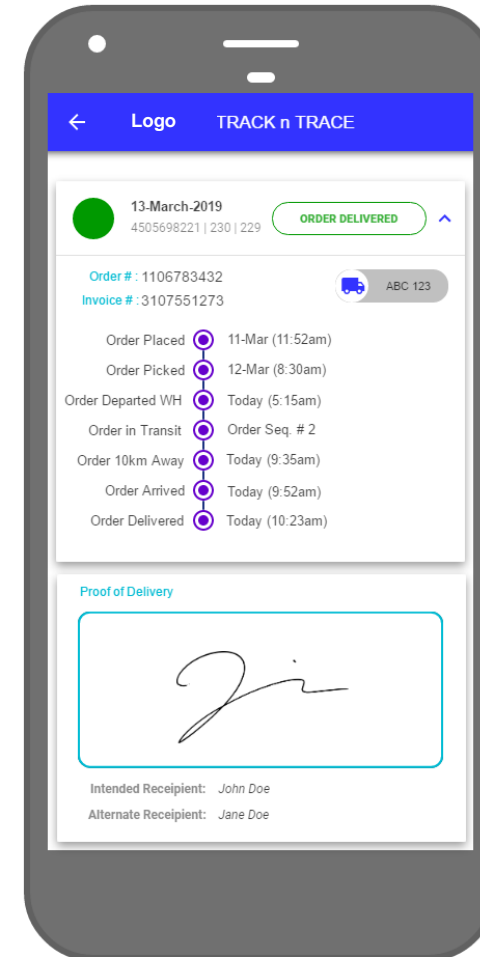 Logo TRACK n TRACE
13-March-2019
4505698221 | 230 | 229
ORDER DELIVERED
Order # : 1106783432
ABC 123
Invoice # : 3107551273
Order Placed 11-Mar (11:52am)
Order Picked 12-Mar (8:30am)
Order Departed WH Today (5:15am)
Order in Transit Order Seq. # 2
Order 10km Away Today (9:35am)
Order Arrived Today (9:52am)
Order Delivered Today (10:23am)
Proof of Delivery
Intended Receipient: John Doe
Alternate Receipient: Jane Doe